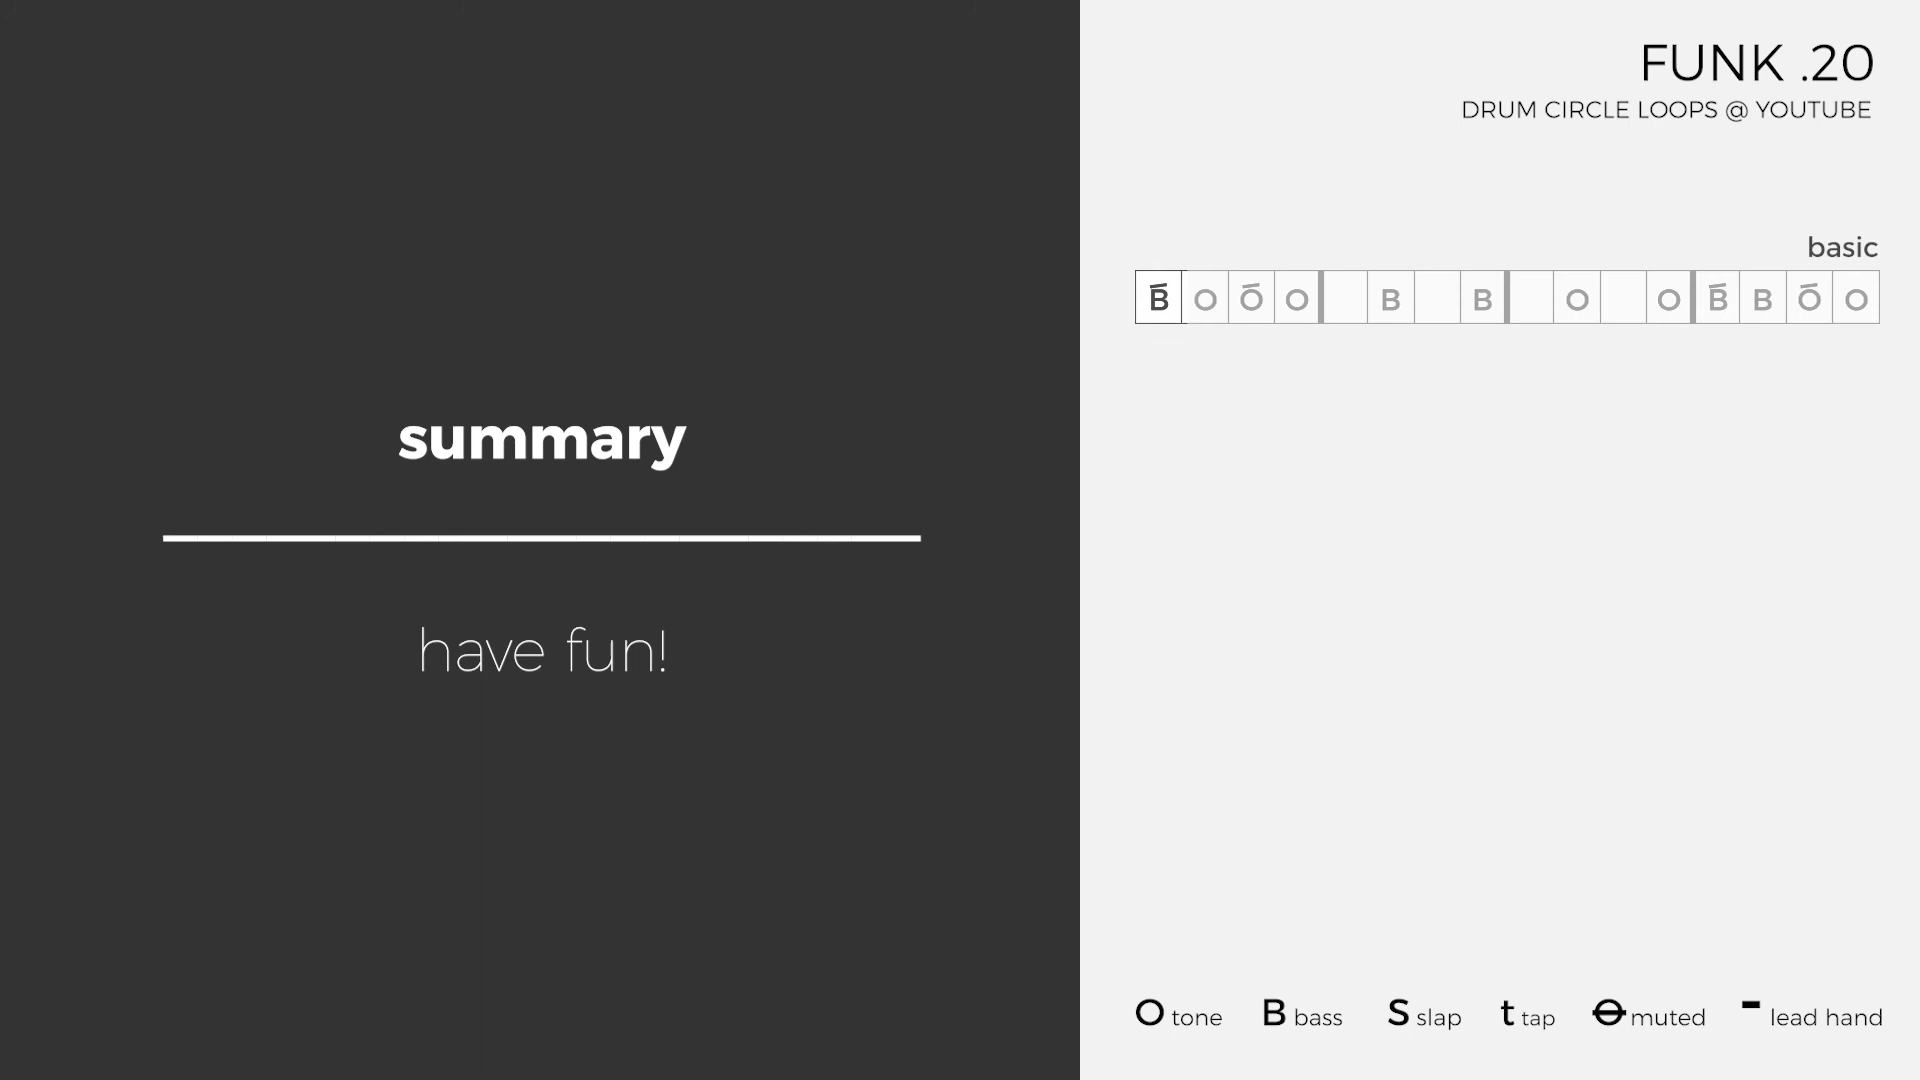 summary
have fun!
FUNK .20
DRUM CIRCLE LOOPS @ YOUTUBE
basic
B̄ O Ō O B B O O B̄ B Ō O
O tone B bass S slap t tap Ɵ muted - lead hand